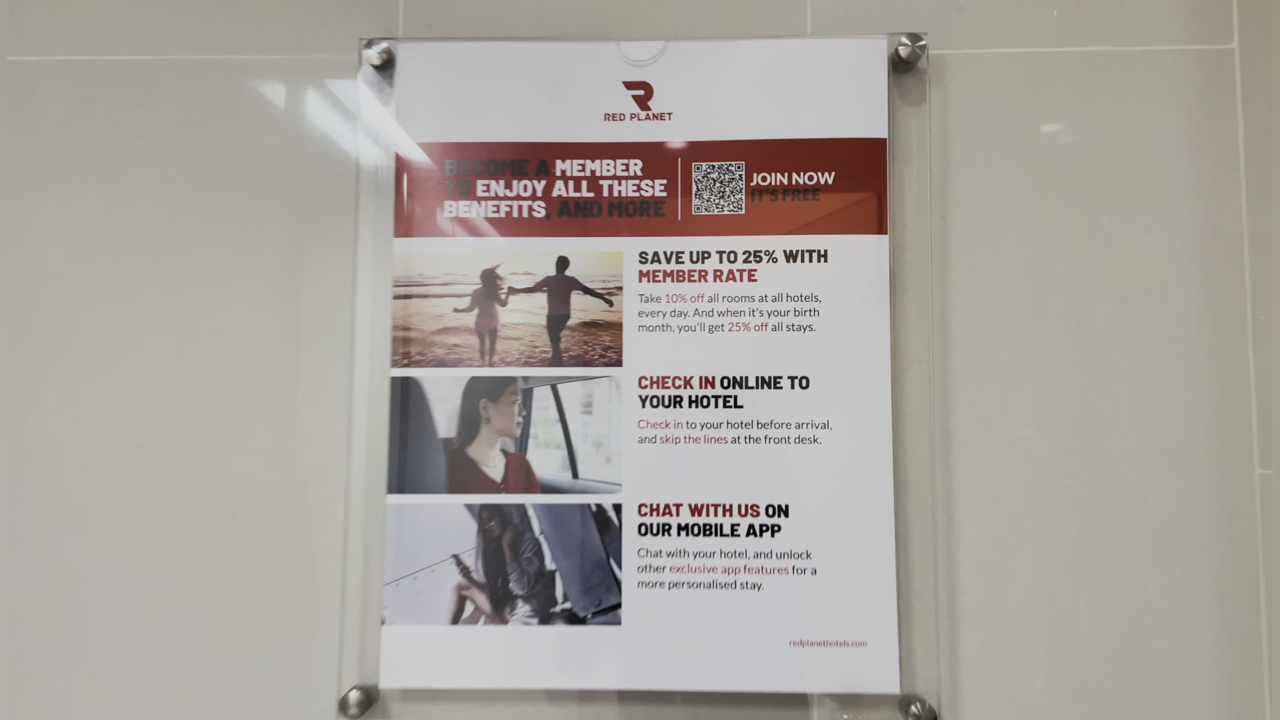 RED PLANET
BECOME A MEMBER
TO ENJOY ALL THESE
BENEFITS, AND MORE
JOIN NOW
IT'S FREE
SAVE UP TO 25% WITH
MEMBER RATE
Take 10% off all rooms at all hotels,
every day. And when it's your birth
month, you'll get 25% off all stays.
CHECK IN ONLINE TO
YOUR HOTEL
Check in to your hotel before arrival,
and skip the lines at the front desk.
CHAT WITH US ON
OUR MOBILE APP
Chat with your hotel, and unlock
other exclusive app features for a
more personalised stay.
redplanethotels.com